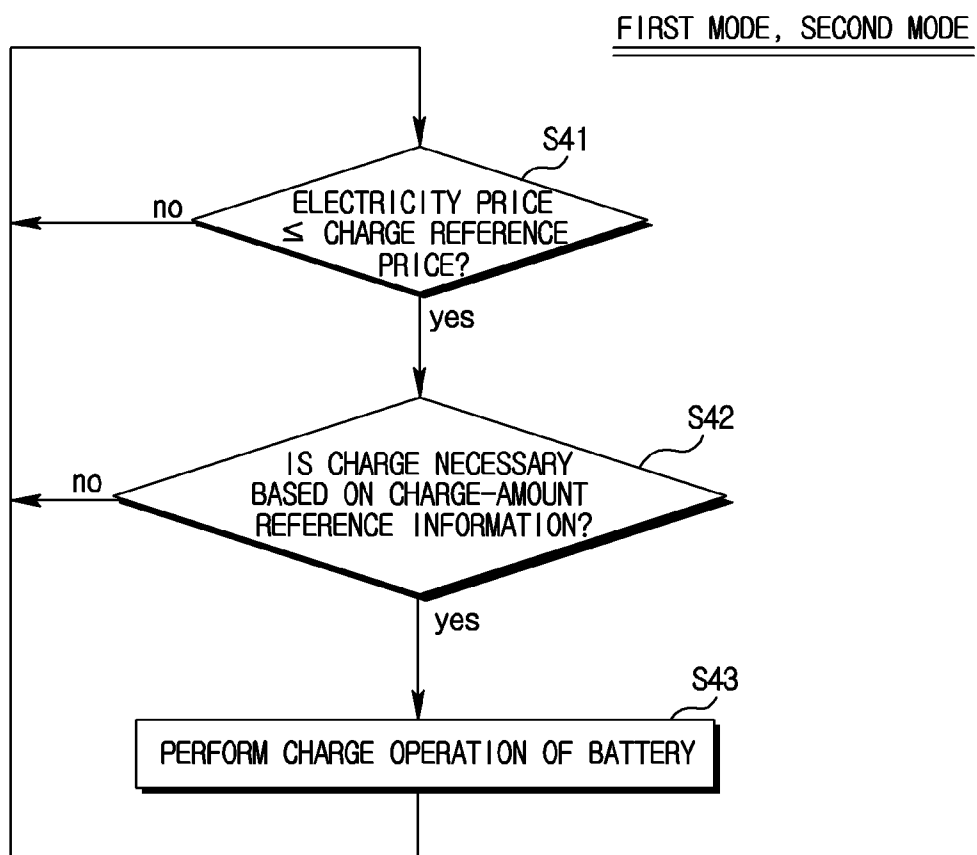 FIRST MODE, SECOND MODE
S41
ELECTRICITY PRICE
≤ CHARGE REFERENCE
PRICE?
no
yes
S42
IS CHARGE NECESSARY
BASED ON CHARGE-AMOUNT
REFERENCE INFORMATION?
no
yes
S43
PERFORM CHARGE OPERATION OF BATTERY